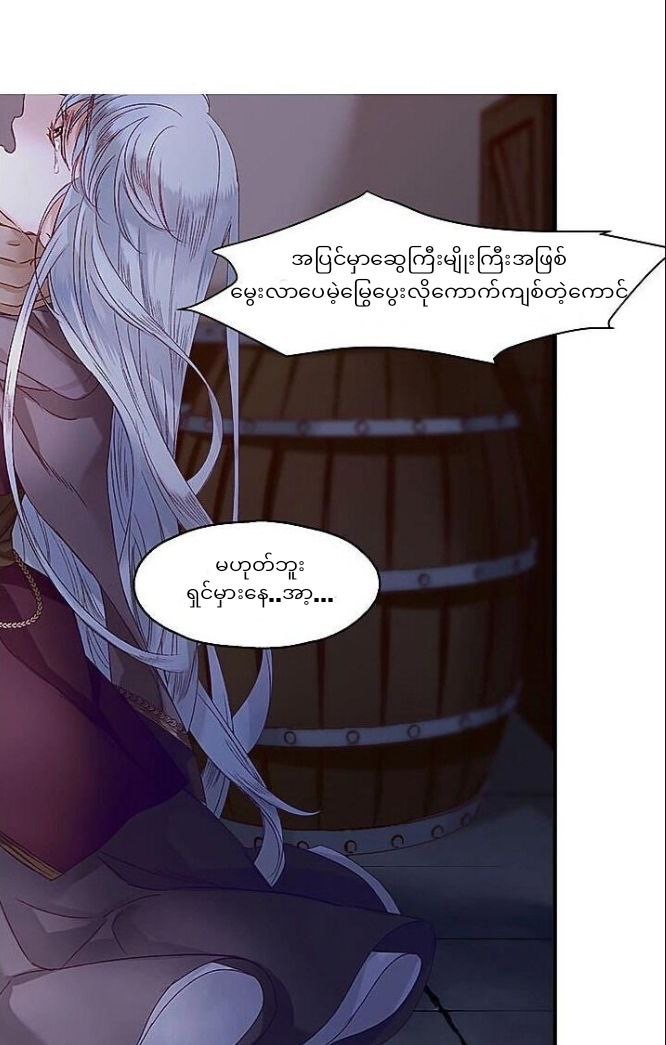 အပြင်မှာဆွေကြီးမျိုးကြီးအဖြစ်
မွေးလာပေမဲ့မြွေပွေးလိုကောက်ကျစ်တဲ့ကောင်
မဟုတ်ဘူး
ရှင်မှားနေ..အာ့...